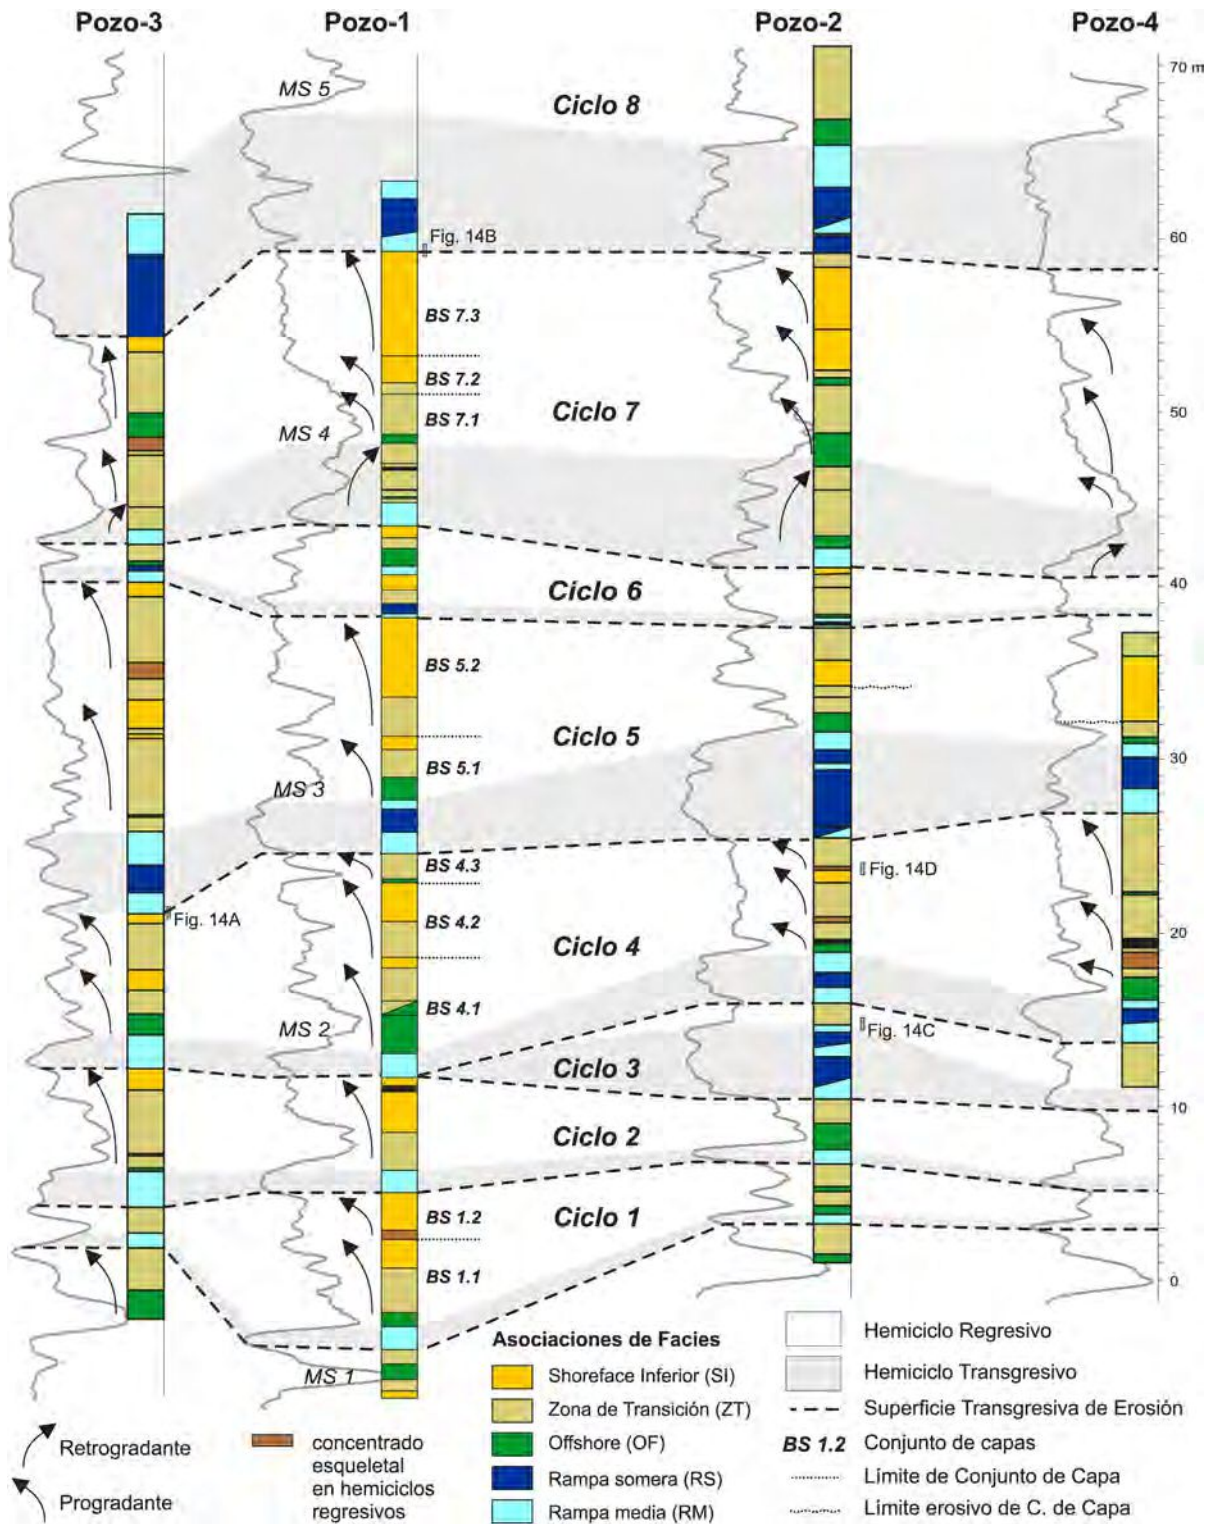 Pozo-3
Pozo-1
Pozo-2
Pozo-4
70 m
MS 5
Ciclo 8
Fig. 14B
60
BS 7.3
BS 7.2
Ciclo 7
50
BS 7.1
MS 4
40
Ciclo 6
BS 5.2
Ciclo 5
30
BS 5.1
MS 3
BS 4.3
Fig. 14D
BS 4.2
Fig. 14A
20
Ciclo 4
BS 4.1
MS 2
Fig. 14C
Ciclo 3
10
Ciclo 2
BS 1.2
Ciclo 1
BS 1.1
0
MS 1
Asociaciones de Facies
Shoreface Inferior (SI)
Zona de Transición (ZT)
Offshore (OF)
Rampa somera (RS)
Rampa media (RM)
Hemiciclo Regresivo
Hemiciclo Transgresivo
Superficie Transgresiva de Erosión
BS 1.2 Conjunto de capas
Límite de Conjunto de Capa
Límite erosivo de C. de Capa
Retrogradante
Progradante
concentrado
esqueletal
en hemiciclos
regresivos